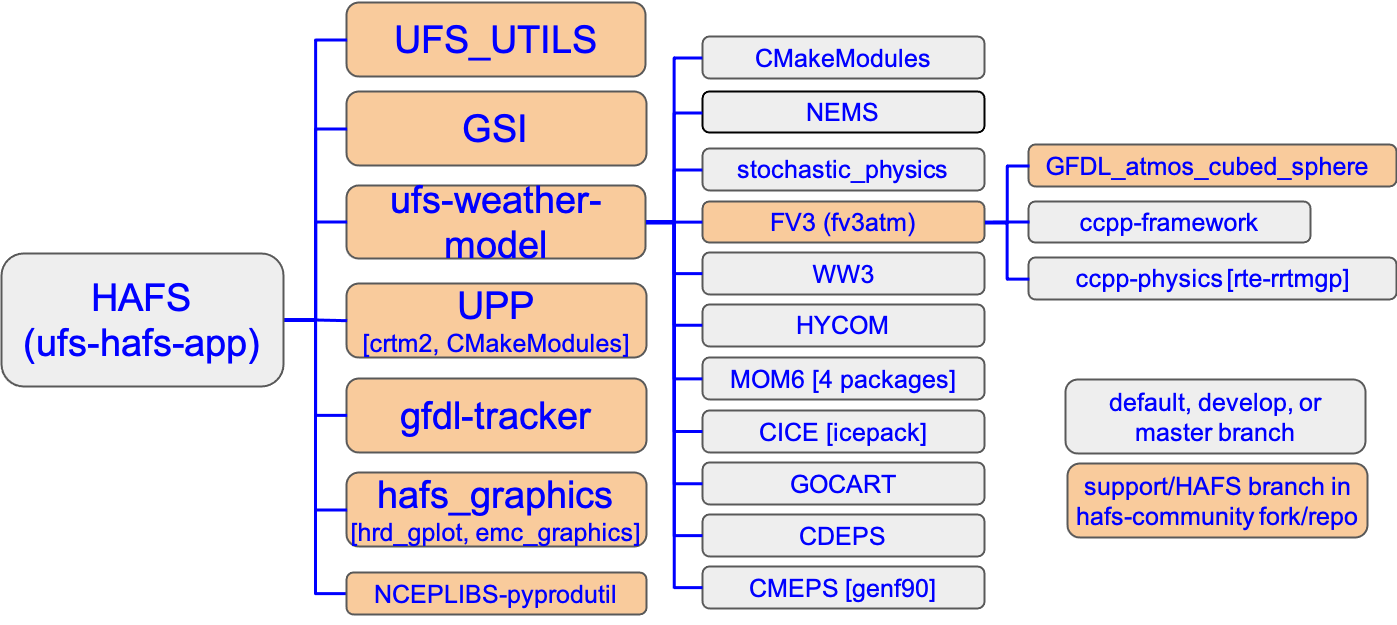 HAFS
(ufs-hafs-app)
UFS_UTILS
GSI
ufs-weather-
model
UPP
[crtm2, CMakeModules]
gfdl-tracker
hafs_graphics
[hrd_gplot, emc_graphics]
NCEPLIBS-pyprodutil
CMakeModules
NEMS
stochastic_physics
FV3 (fv3atm)
WW3
HYCOM
MOM6 [4 packages]
CICE [icepack]
GOCART
CDEPS
CMEPS [genf90]
GFDL_atmos_cubed_sphere
ccpp-framework
ccpp-physics [rte-rrtmgp]
default, develop, or
master branch
support/HAFS branch in
hafs-community fork/repo